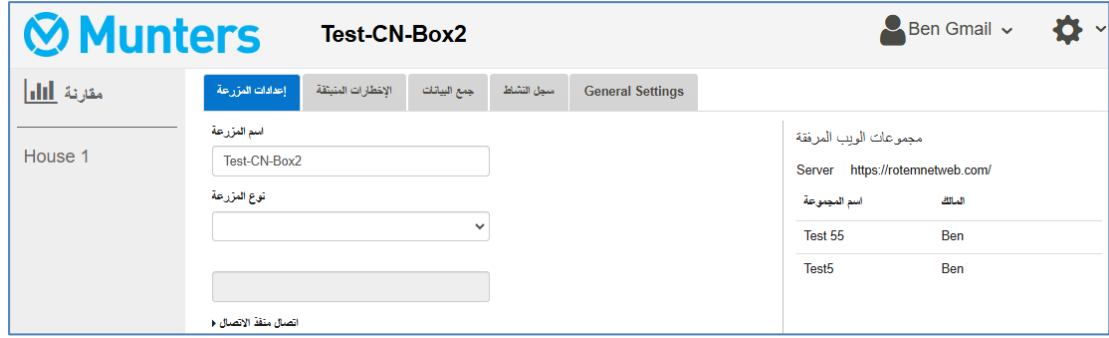 Munters
Test-CN-Box2
Ben Gmail
مقارنة
House 1
إعدادات المزرعة
الإخطارات المنبثقة
جمع البيانات
سجل النشاط
General Settings
اسم المزرعة
Test-CN-Box2
نوع المزرعة
اتصال منفذ الاتصال
مجموعات الويب المرفقة
Server https://rotemnetweb.com/
اسم المجموعة المالك
Test 55 Ben
Test5 Ben